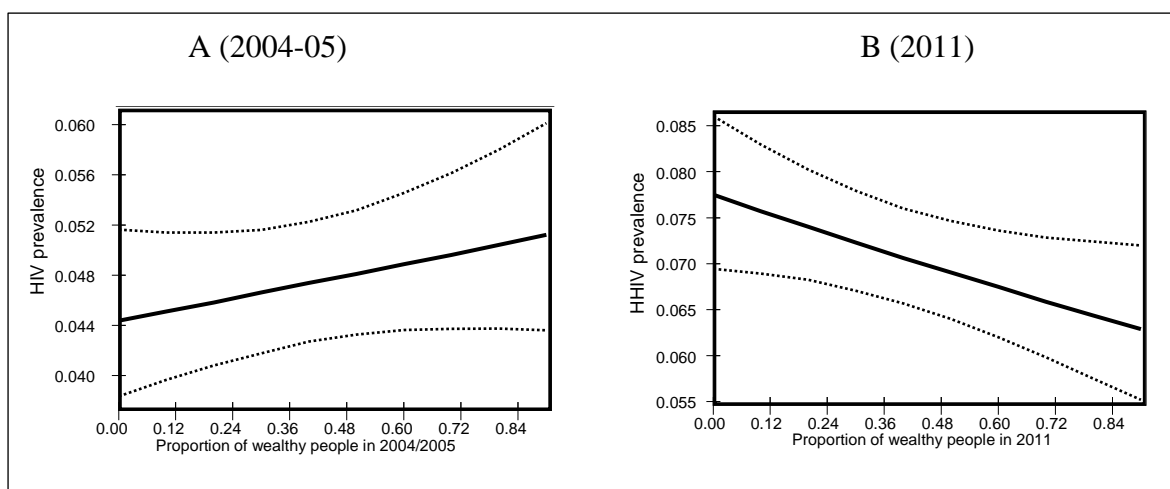 A (2004-05)
0.060
0.056
0.052
0.048
0.044
0.040
HIV prevalence
0.00 0.12 0.24 0.36 0.48 0.60 0.72 0.84
Proportion of wealthy people in 2004/2005
B (2011)
0.085
0.080
0.075
0.070
0.065
0.060
0.055
HHIV prevalence
0.00 0.12 0.24 0.36 0.48 0.60 0.72 0.84
Proportion of wealthy people in 2011